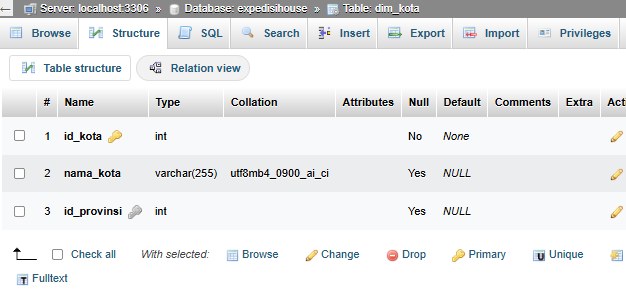 Server: localhost:3306 » Database: expedisihouse » Table: dim_kota
Browse Structure SQL Search Insert Export Import Privileges
Table structure Relation view
# Name Type Collation Attributes Null Default Comments Extra
1 id_kota int No None
2 nama_kota varchar(255) utf8mb4_0900_ai_ci Yes NULL
3 id_provinsi int Yes NULL
Check all With selected: Browse Change Drop Primary Unique
Fulltext